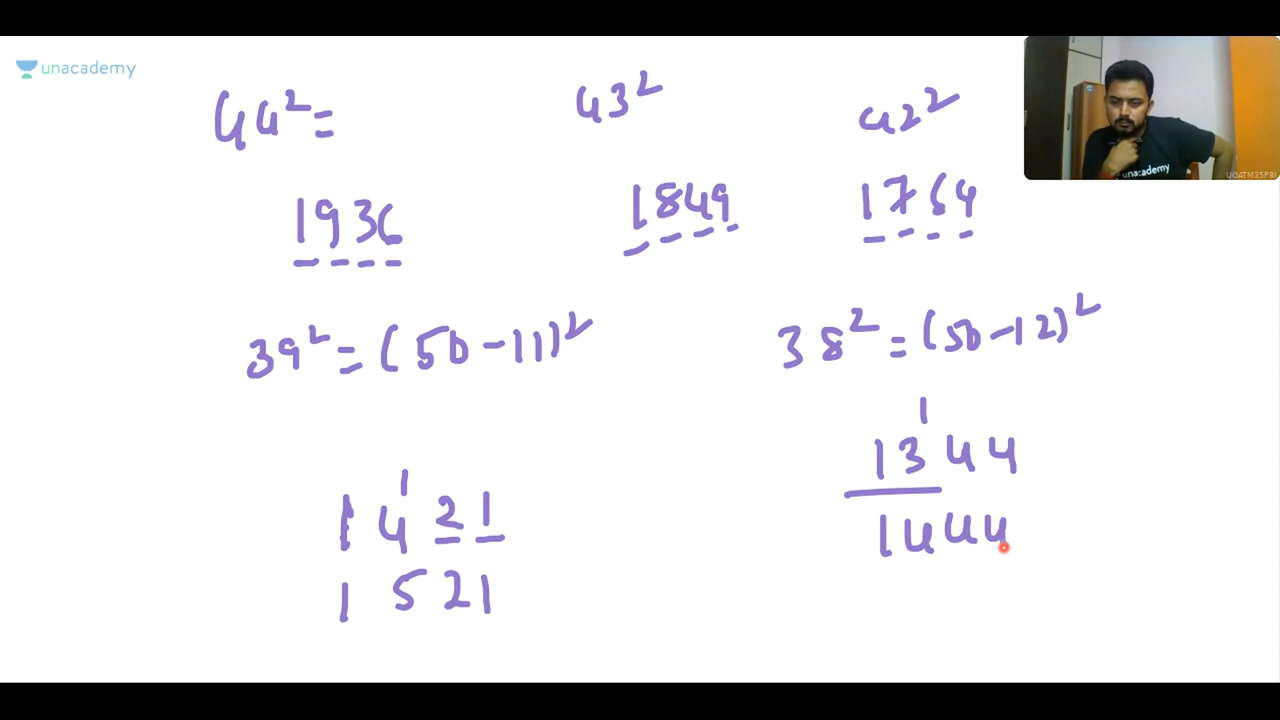 unacademy
44² =
43²
42²
unacademy
UGATM35P8I
1936
1849
1764
39² = (50-11)²
38² = (50-12)²
1
1344
1
1421
1444
1521